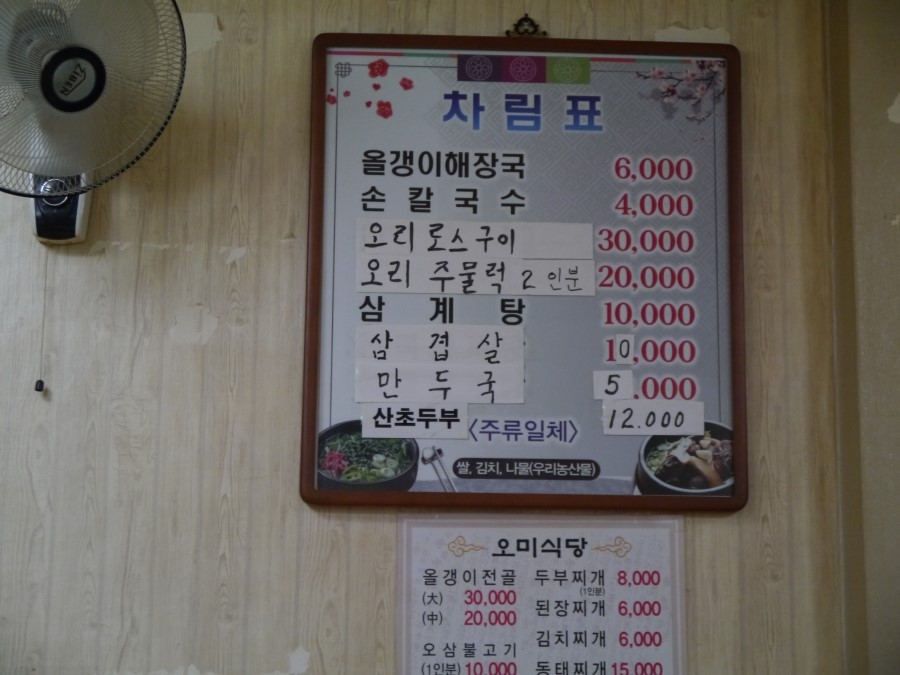 차림표
올갱이해장국 6,000
손칼국수 4,000
오리로스구이 30,000
오리 주물럭 2인분 20,000
삼계탕 10,000
삼겹살 10,000
만두국 5,000
산초두부 12.000
<주류일체>
쌀, 김치, 나물(우리농산물)
오미식당
올갱이전골
(大) 30,000
(中) 20,000
오삼불고기
(1인분) 10,000
두부찌개 8,000
(1인분)
된장찌개 6,000
김치찌개 6,000
동태찌개 15,000